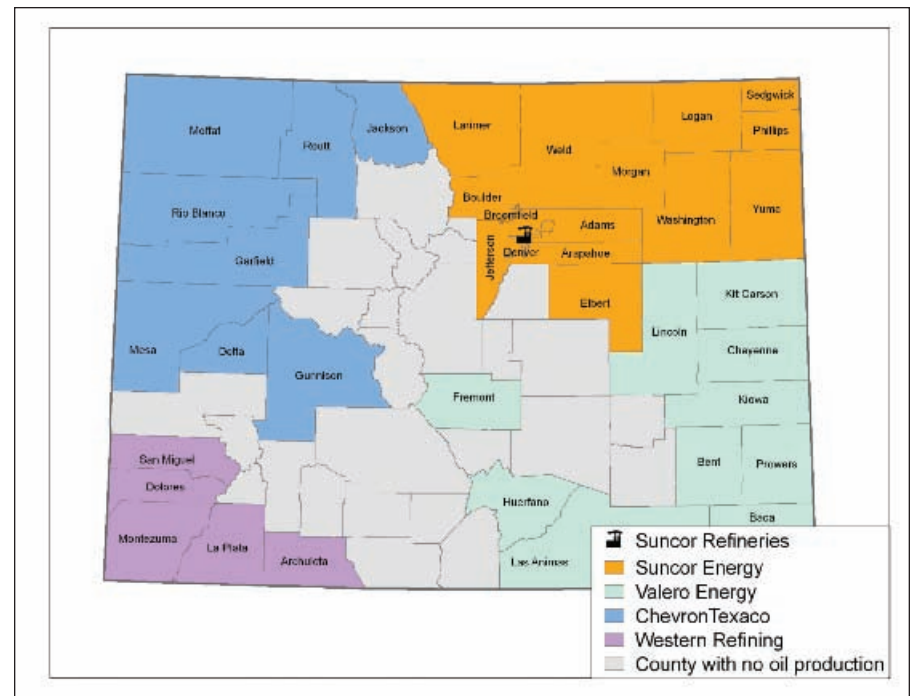 Moffat
Routt
Jackson
Larimer
Weld
Logan
Sedgwick
Phillips
Morgan
Rio Blanco
Boulder
Broomfield
Adams
Washington
Yuma
Garfield
Jefferson
Denver
Arapahoe
Elbert
Kit Carson
Lincoln
Mesa
Delta
Gunnison
Cheyenne
Fremont
Kiowa
San Miguel
Dolores
Bent
Prowers
Huerfano
Montezuma
La Plata
Archuleta
Las Animas
Baca
Suncor Refineries
Suncor Energy
Valero Energy
ChevronTexaco
Western Refining
County with no oil production